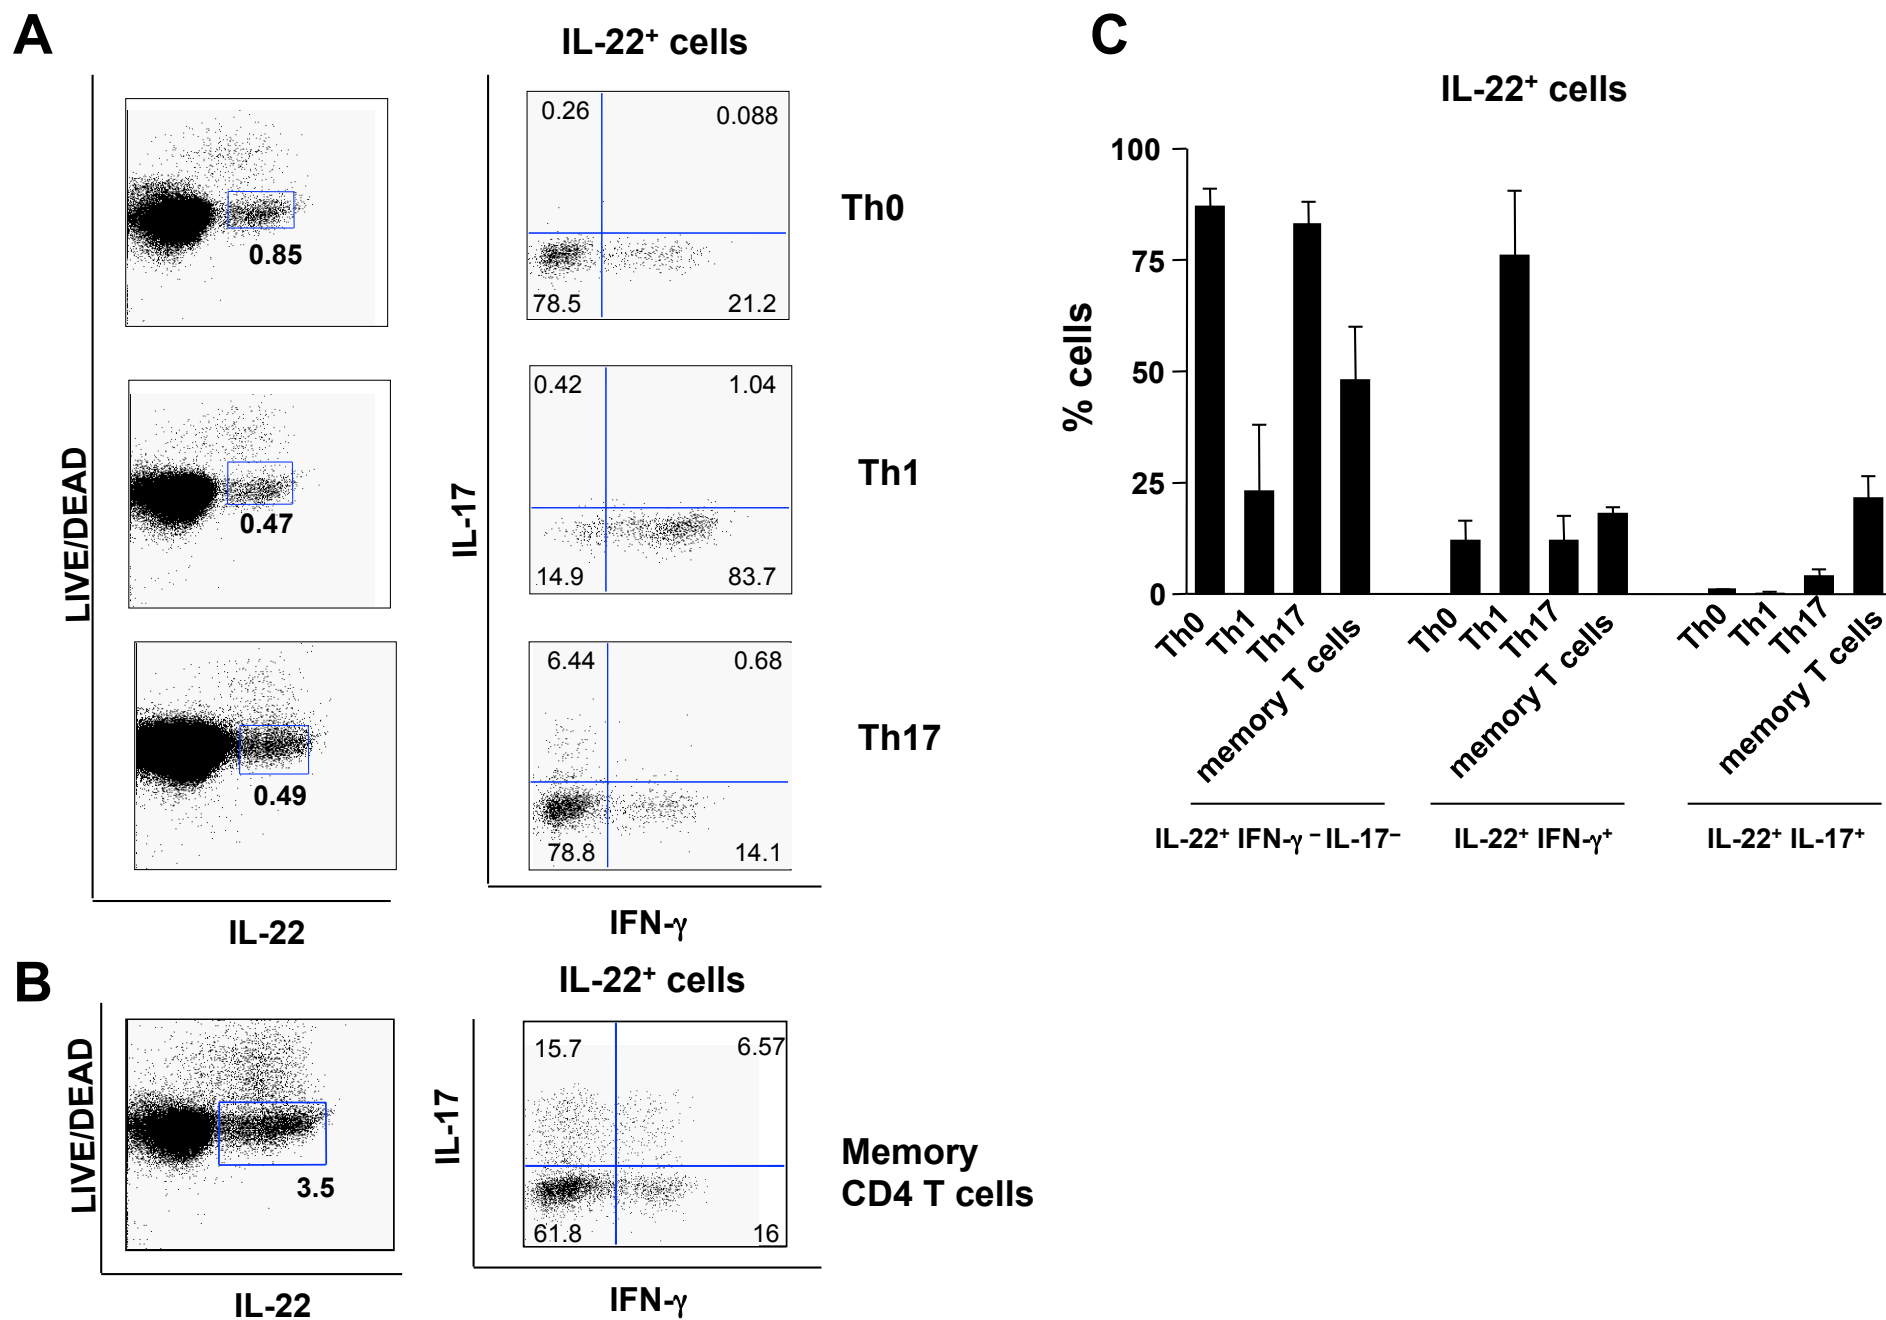 A
IL-22⁺ cells
LIVE/DEAD
0.85
0.47
0.49
IL-22
IL-17
0.26 0.088
78.5 21.2
Th0
0.42 1.04
14.9 83.7
Th1
6.44 0.68
78.8 14.1
Th17
IFN-γ
B
IL-22⁺ cells
LIVE/DEAD
3.5
IL-22
IL-17
15.7 6.57
61.8 16
Memory
CD4 T cells
IFN-γ
C
IL-22⁺ cells
% cells
100
75
50
25
0
Th0 Th1 Th17 memory T cells
Th0 Th1 Th17 memory T cells
Th0 Th1 Th17 memory T cells
IL-22⁺ IFN-γ⁻ IL-17⁻
IL-22⁺ IFN-γ⁺
IL-22⁺ IL-17⁺